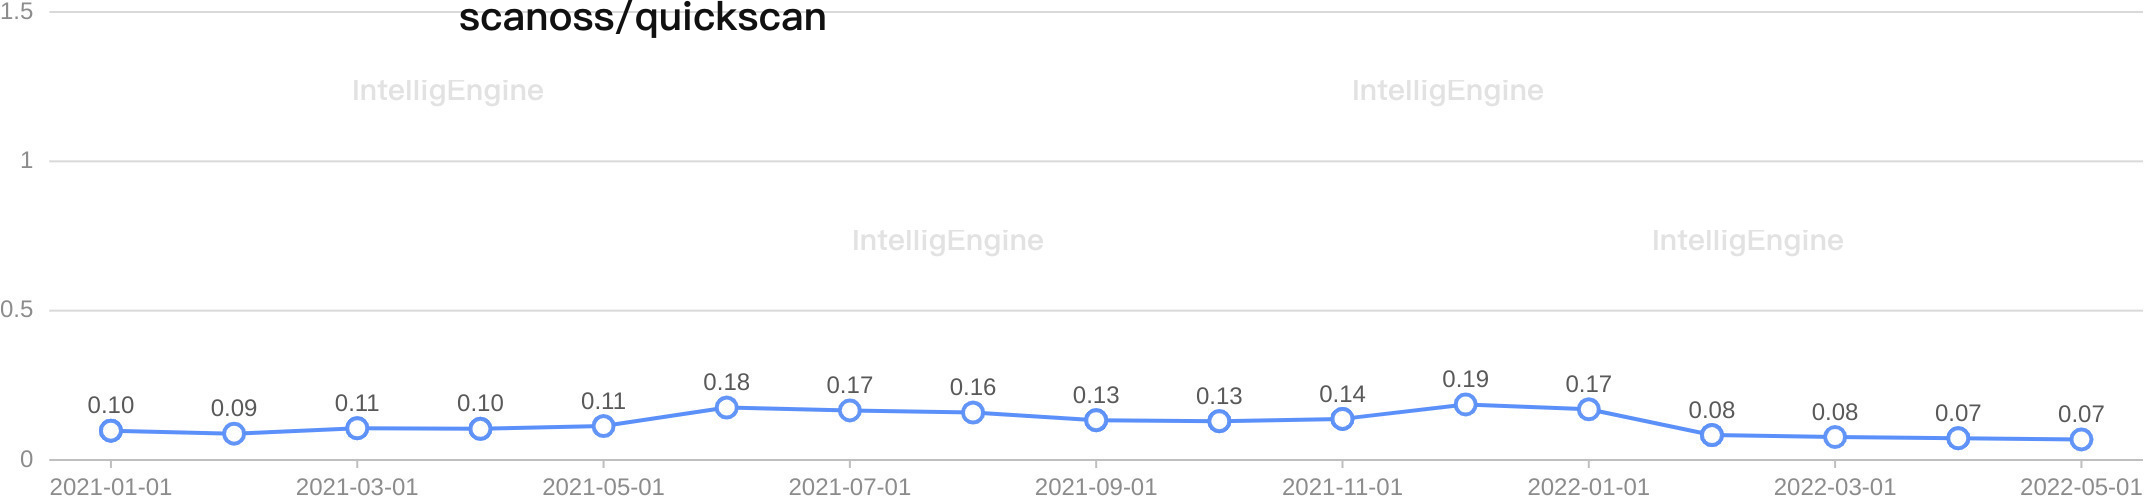 1.5
scanoss/quickscan
IntelligEngine IntelligEngine
1
IntelligEngine IntelligEngine
0.5
0.10 0.09 0.11 0.10 0.11 0.18 0.17 0.16 0.13 0.13 0.14 0.19 0.17 0.08 0.08 0.07 0.07
0
2021-01-01 2021-03-01 2021-05-01 2021-07-01 2021-09-01 2021-11-01 2022-01-01 2022-03-01 2022-05-01